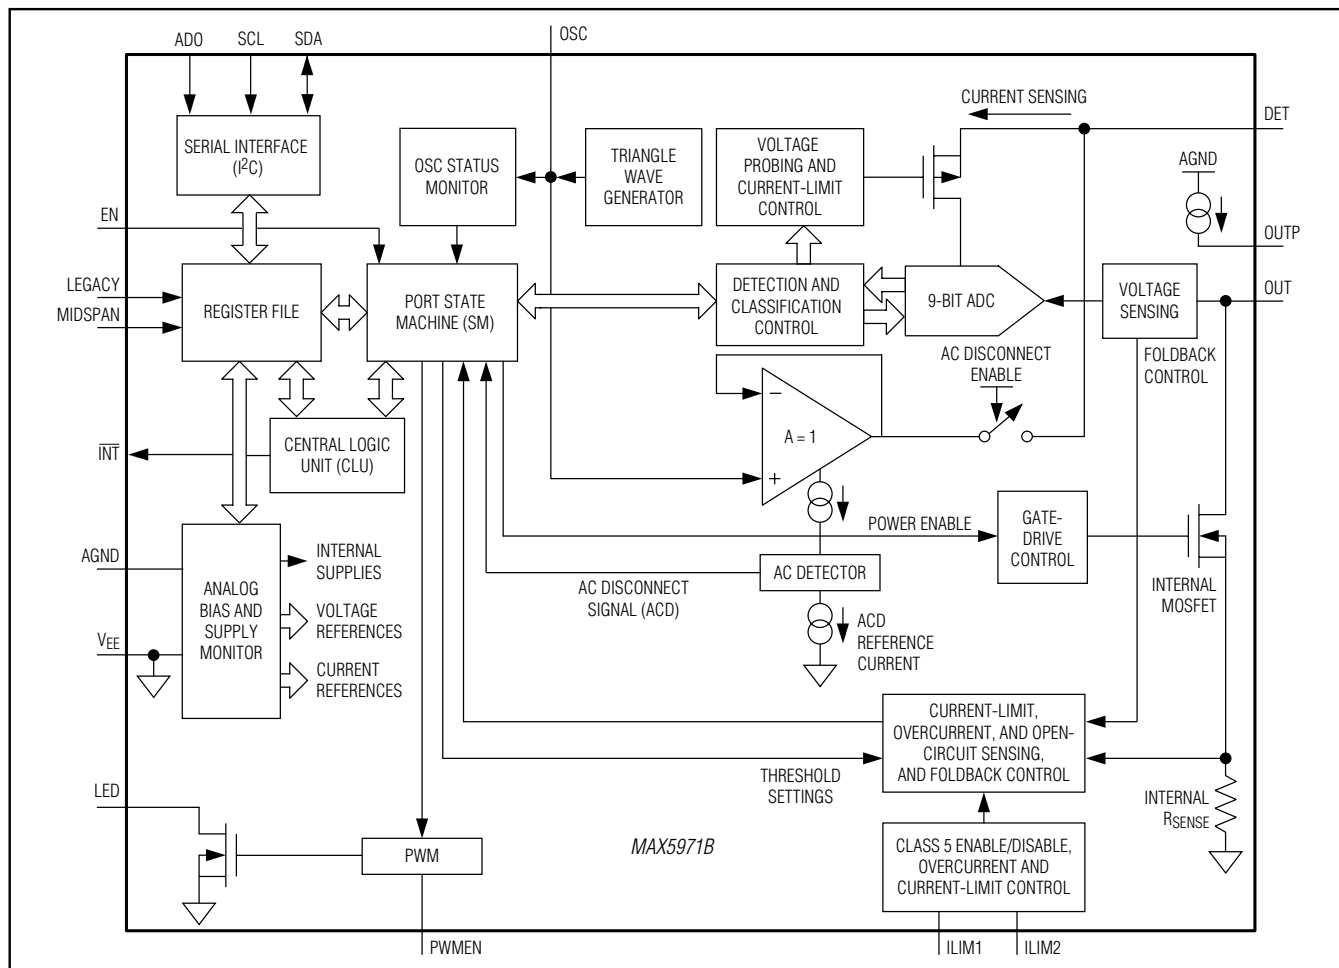 ADO
SCL
SDA
OSC
SERIAL INTERFACE
(I²C)
OSC STATUS
MONITOR
TRIANGLE
WAVE
GENERATOR
VOLTAGE
PROBING AND
CURRENT-LIMIT
CONTROL
CURRENT SENSING
DET
AGND
OUTP
EN
LEGACY
MIDSPAN
REGISTER FILE
PORT STATE
MACHINE (SM)
DETECTION AND
CLASSIFICATION
CONTROL
9-BIT ADC
VOLTAGE
SENSING
OUT
FOLDBACK
CONTROL
AC DISCONNECT
ENABLE
−
A = 1
+
INT
CENTRAL LOGIC
UNIT (CLU)
POWER ENABLE
GATE-
DRIVE
CONTROL
INTERNAL
MOSFET
AGND
ANALOG
BIAS AND
SUPPLY
MONITOR
INTERNAL
SUPPLIES
VOLTAGE
REFERENCES
CURRENT
REFERENCES
VEE
AC DISCONNECT
SIGNAL (ACD)
AC DETECTOR
ACD
REFERENCE
CURRENT
CURRENT-LIMIT,
OVERCURRENT, AND OPEN-
CIRCUIT SENSING,
AND FOLDBACK CONTROL
THRESHOLD
SETTINGS
INTERNAL
RSENSE
LED
PWM
MAX5971B
CLASS 5 ENABLE/DISABLE,
OVERCURRENT AND
CURRENT-LIMIT CONTROL
PWMEN
ILIM1
ILIM2